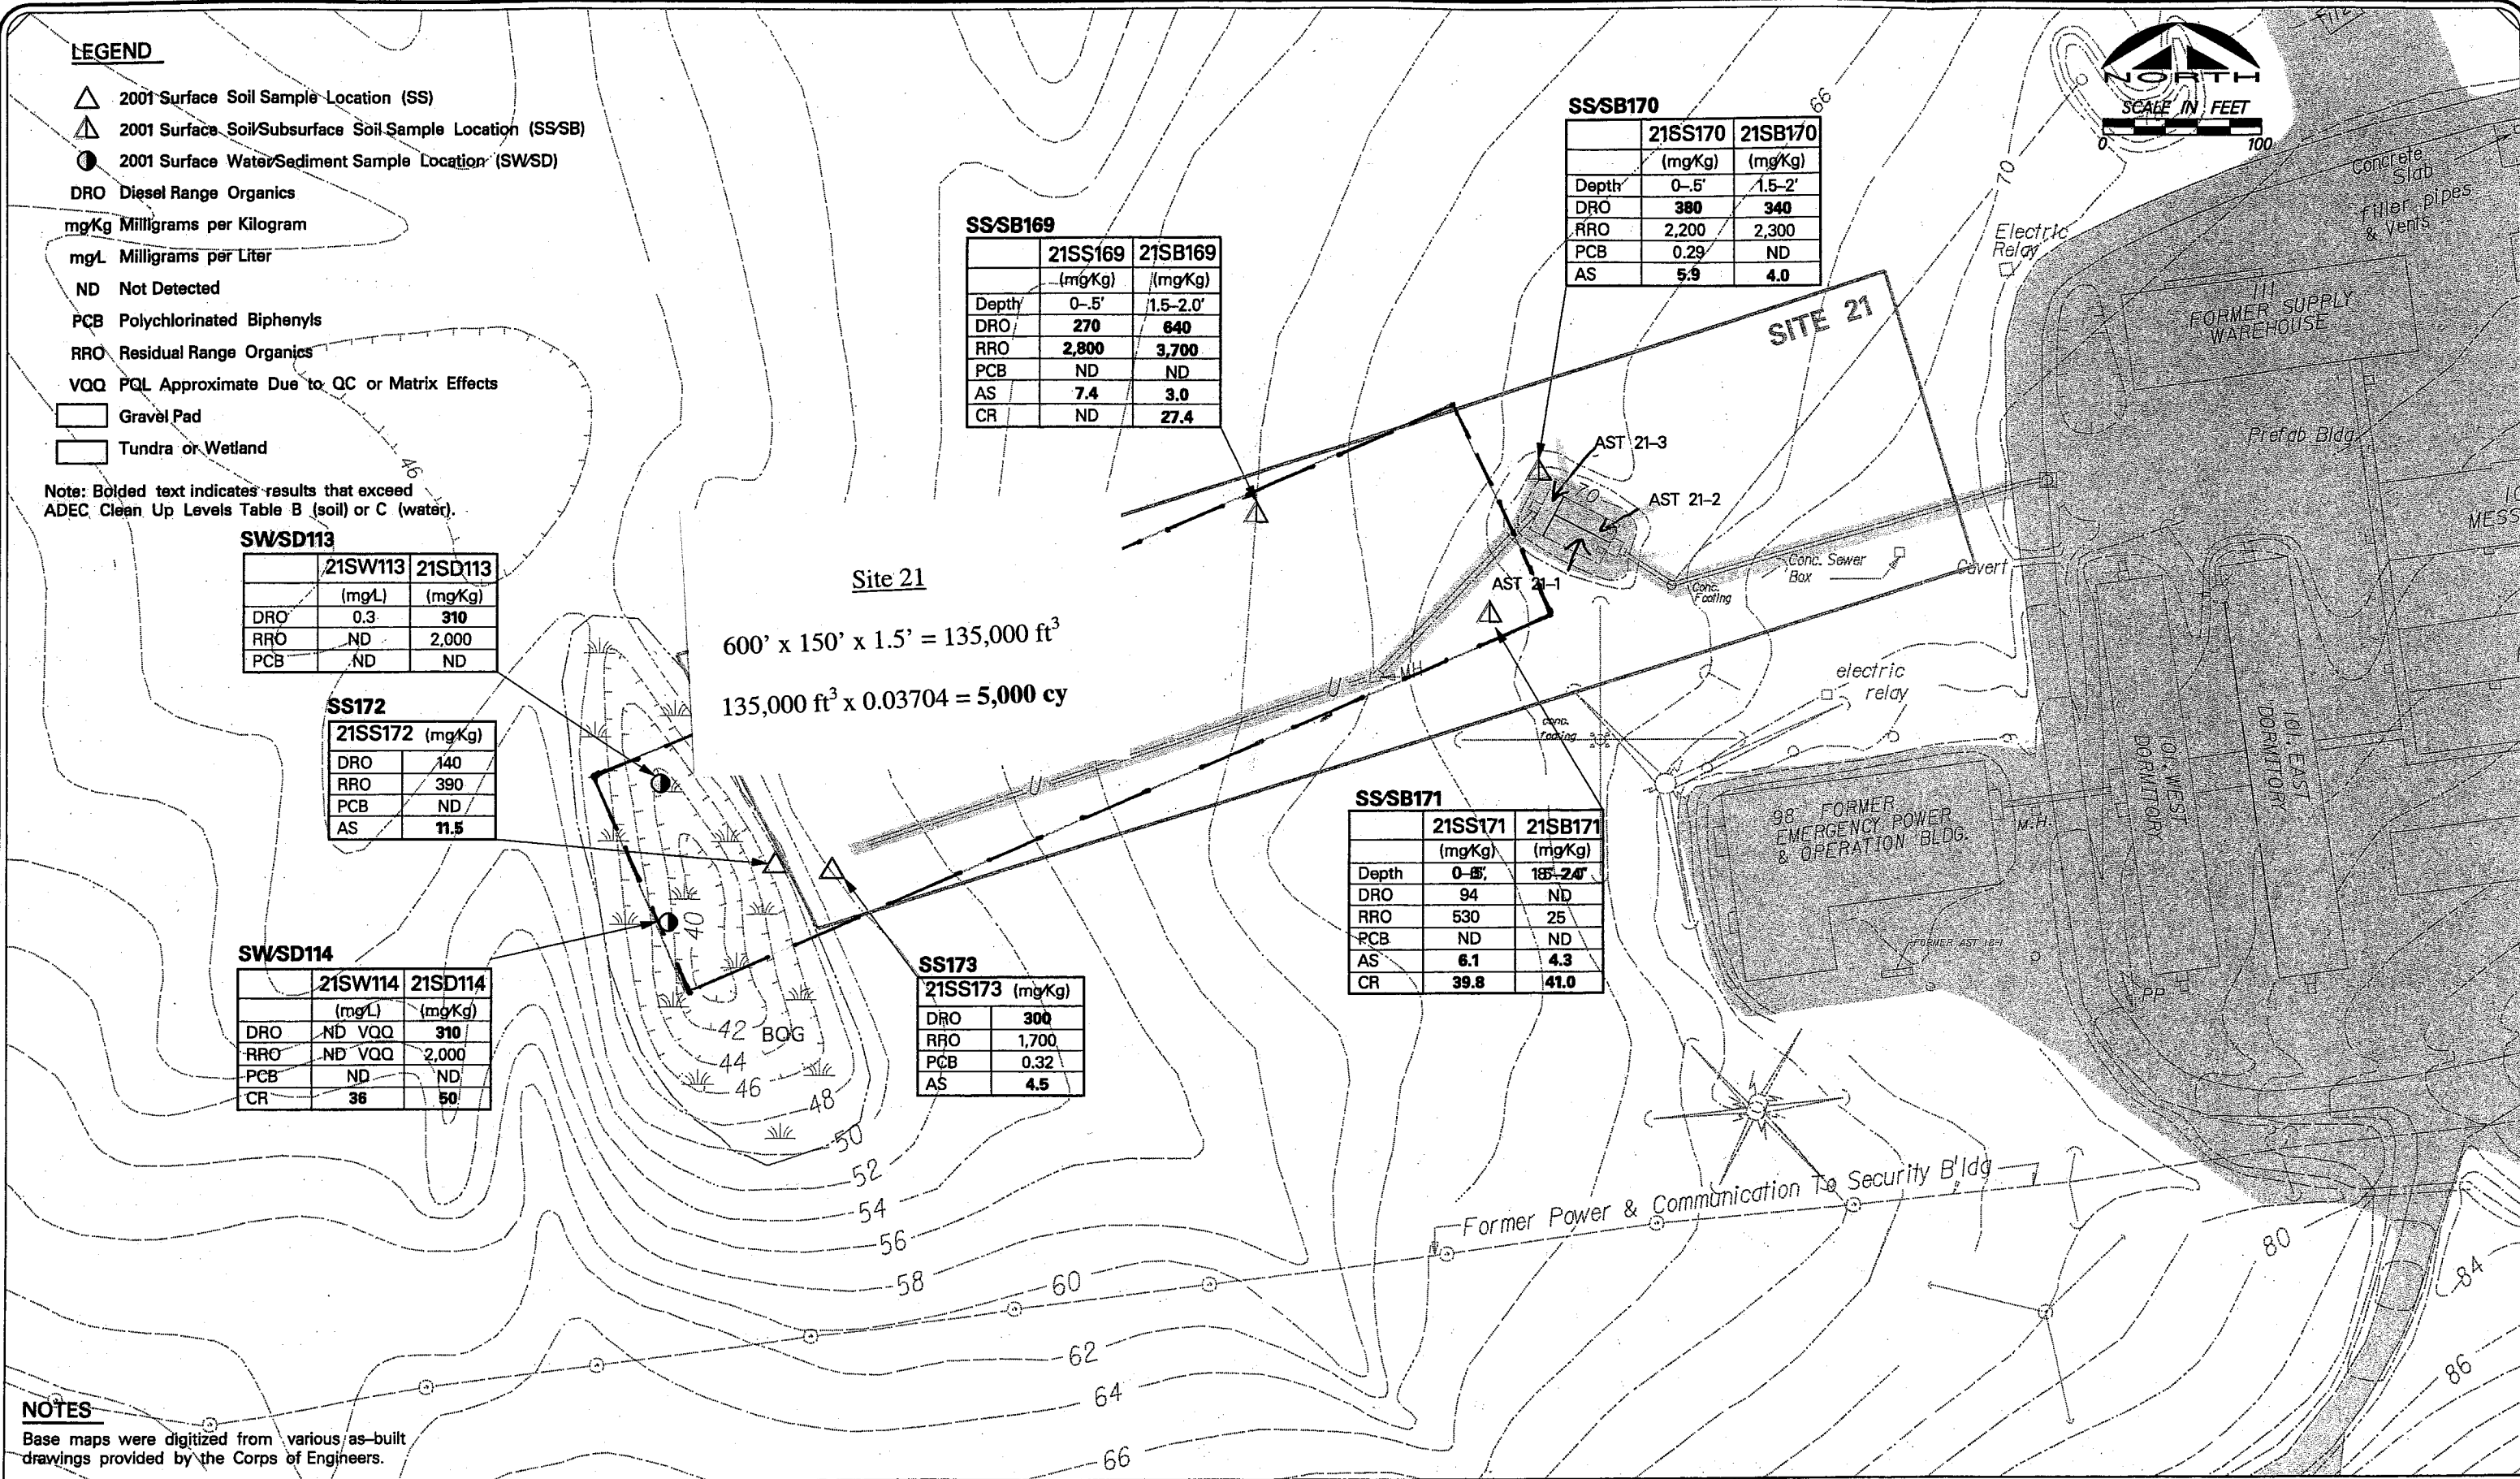 LEGEND
2001 Surface Soil Sample Location (SS)
2001 Surface Soil/Subsurface Soil Sample Location (SS/SB)
2001 Surface Water/Sediment Sample Location (SW/SD)
DRO Diesel Range Organics
mg/Kg Milligrams per Kilogram
mg/L Milligrams per Liter
ND Not Detected
PCB Polychlorinated Biphenyls
RRO Residual Range Organics
VQQ PQL Approximate Due to QC or Matrix Effects
Gravel Pad
Tundra or Wetland
Note: Bolded text indicates results that exceed
ADEC Clean Up Levels Table B (soil) or C (water).
NORTH
SCALE IN FEET
0 100
SS/SB170
21SS170 21SB170
(mg/Kg) (mg/Kg)
Depth 0-.5' 1.5-2'
DRO 380 340
RRO 2,200 2,300
PCB 0.29 ND
AS 5.9 4.0
SS/SB169
21SS169 21SB169
(mg/Kg) (mg/Kg)
Depth 0-.5' 1.5-2.0'
DRO 270 640
RRO 2,800 3,700
PCB ND ND
AS 7.4 3.0
CR ND 27.4
SW/SD113
21SW113 21SD113
(mg/L) (mg/Kg)
DRO 0.3 310
RRO ND 2,000
PCB ND ND
SS172
21SS172 (mg/Kg)
DRO 140
RRO 390
PCB ND
AS 11.5
SW/SD114
21SW114 21SD114
(mg/L) (mg/Kg)
DRO ND VQQ 310
RRO ND VQQ 2,000
PCB ND ND
CR 36 50
SS173
21SS173 (mg/Kg)
DRO 300
RRO 1,700
PCB 0.32
AS 4.5
SS/SB171
21SS171 21SB171
(mg/Kg) (mg/Kg)
Depth
DRO 94 ND
RRO 530 25
PCB ND ND
AS 6.1 4.3
CR 39.8 41.0
Site 21
600' x 150' x 1.5' = 135,000 ft³
135,000 ft³ x 0.03704 = 5,000 cy
SITE 21
AST 21-3
AST 21-2
AST 21-1
70
66
70
46
Concrete
Slab
filler pipes
& Vents
Electric
Relay
111
FORMER SUPPLY
WAREHOUSE
Prefab Bldg.
MESS
Conc. Sewer
Box
Cuvert
Conc.
Footing
electric
relay
conc.
footing
U
MH
U
98 FORMER
EMERGENCY POWER
& OPERATION BLDG.
M.H.
101, WEST
DORMITORY
101, EAST
DORMITORY
FORMER AST 18-1
PP
40
42 BOG
44
46
48
50
52
54
56
58
60
62
64
66
80
84
86
Former Power & Communication To Security B'ldg
NOTES
Base maps were digitized from various as-built
drawings provided by the Corps of Engineers.